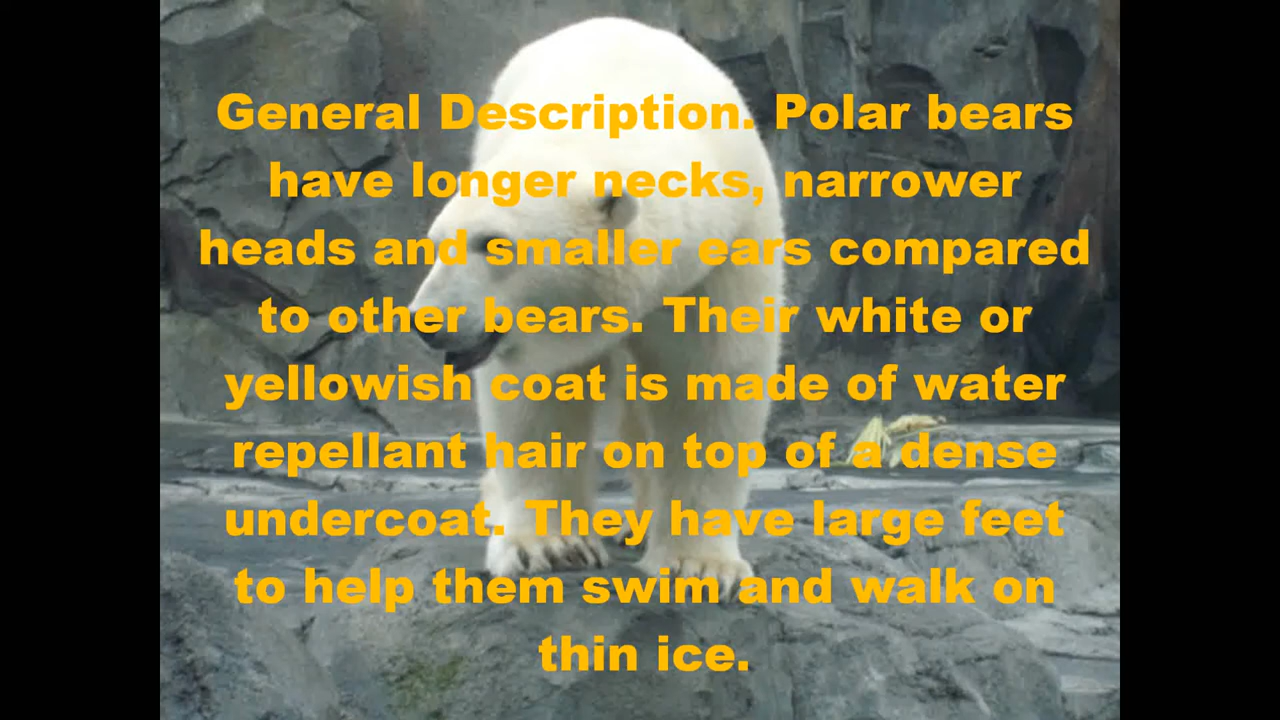 General Description. Polar bears
have longer necks, narrower
heads and smaller ears compared
to other bears. Their white or
yellowish coat is made of water
repellant hair on top of a dense
undercoat. They have large feet
to help them swim and walk on
thin ice.